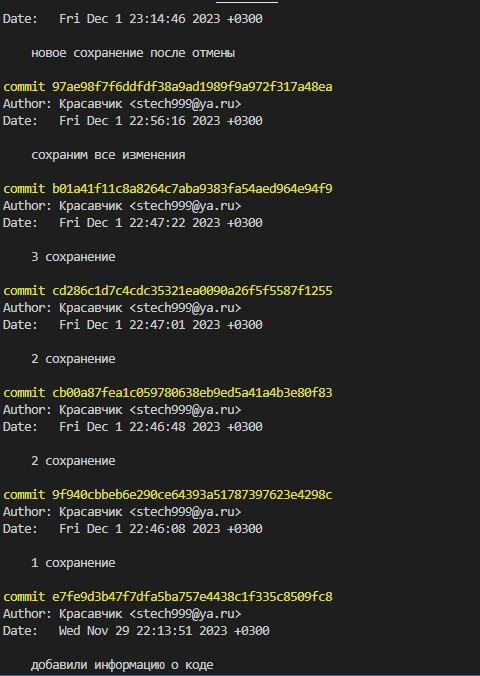 Date:   Fri Dec 1 23:14:46 2023 +0300
новое сохранение после отмены
commit 97ae98f7f6ddfdf38a9ad1989f9a972f317a48ea
Author: Красавчик <stech999@ya.ru>
Date:   Fri Dec 1 22:56:16 2023 +0300
сохраним все изменения
commit b01a41f11c8a8264c7aba9383fa54aed964e94f9
Author: Красавчик <stech999@ya.ru>
Date:   Fri Dec 1 22:47:22 2023 +0300
3 сохранение
commit cd286c1d7c4cdc35321ea0090a26f5f5587f1255
Author: Красавчик <stech999@ya.ru>
Date:   Fri Dec 1 22:47:01 2023 +0300
2 сохранение
commit cb00a87fea1c059780638eb9ed5a41a4b3e80f83
Author: Красавчик <stech999@ya.ru>
Date:   Fri Dec 1 22:46:48 2023 +0300
2 сохранение
commit 9f940cbbeb6e290ce64393a51787397623e4298c
Author: Красавчик <stech999@ya.ru>
Date:   Fri Dec 1 22:46:08 2023 +0300
1 сохранение
commit e7fe9d3b47f7dfa5ba757e4438c1f335c8509fc8
Author: Красавчик <stech999@ya.ru>
Date:   Wed Nov 29 22:13:51 2023 +0300
добавили информацию о коде